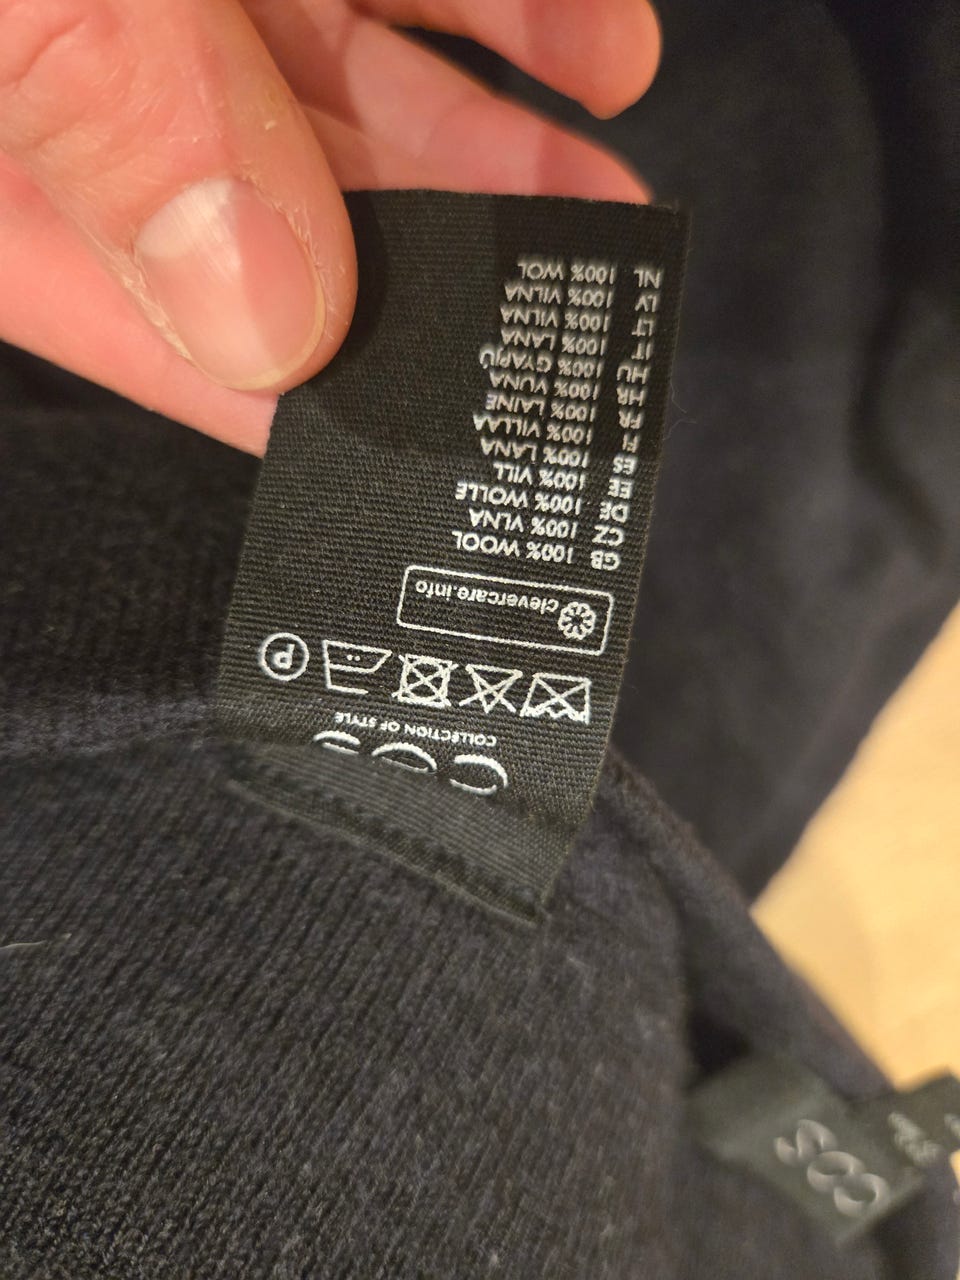 COS
COLLECTION OF STYLE
P
clevercare.info
GB 100% WOOL
CZ 100% VLNA
DE 100% WOLLE
EE 100% VILL
ES 100% LANA
FI 100% VILLAA
FR 100% LAINE
HR 100% VUNA
HU 100% GYAPJÚ
IT 100% LANA
LT 100% VILNA
LV 100% VILNA
NL 100% WOL
COS